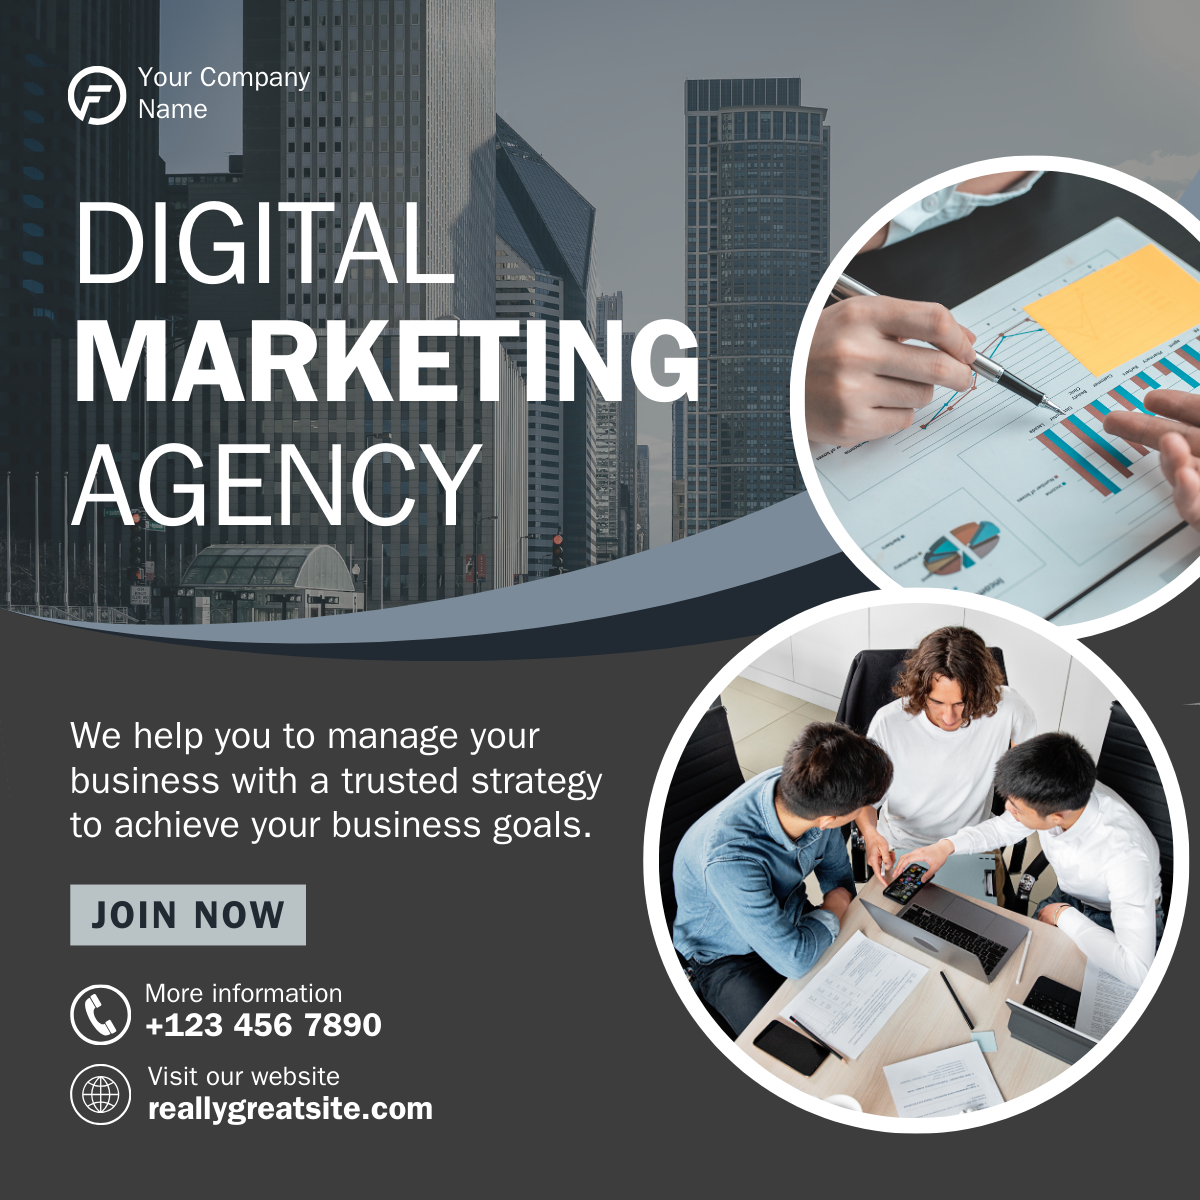 Your Company
Name
DIGITAL
MARKETING
AGENCY
We help you to manage your
business with a trusted strategy
to achieve your business goals.
JOIN NOW
More information
+123 456 7890
Visit our website
reallygreatsite.com